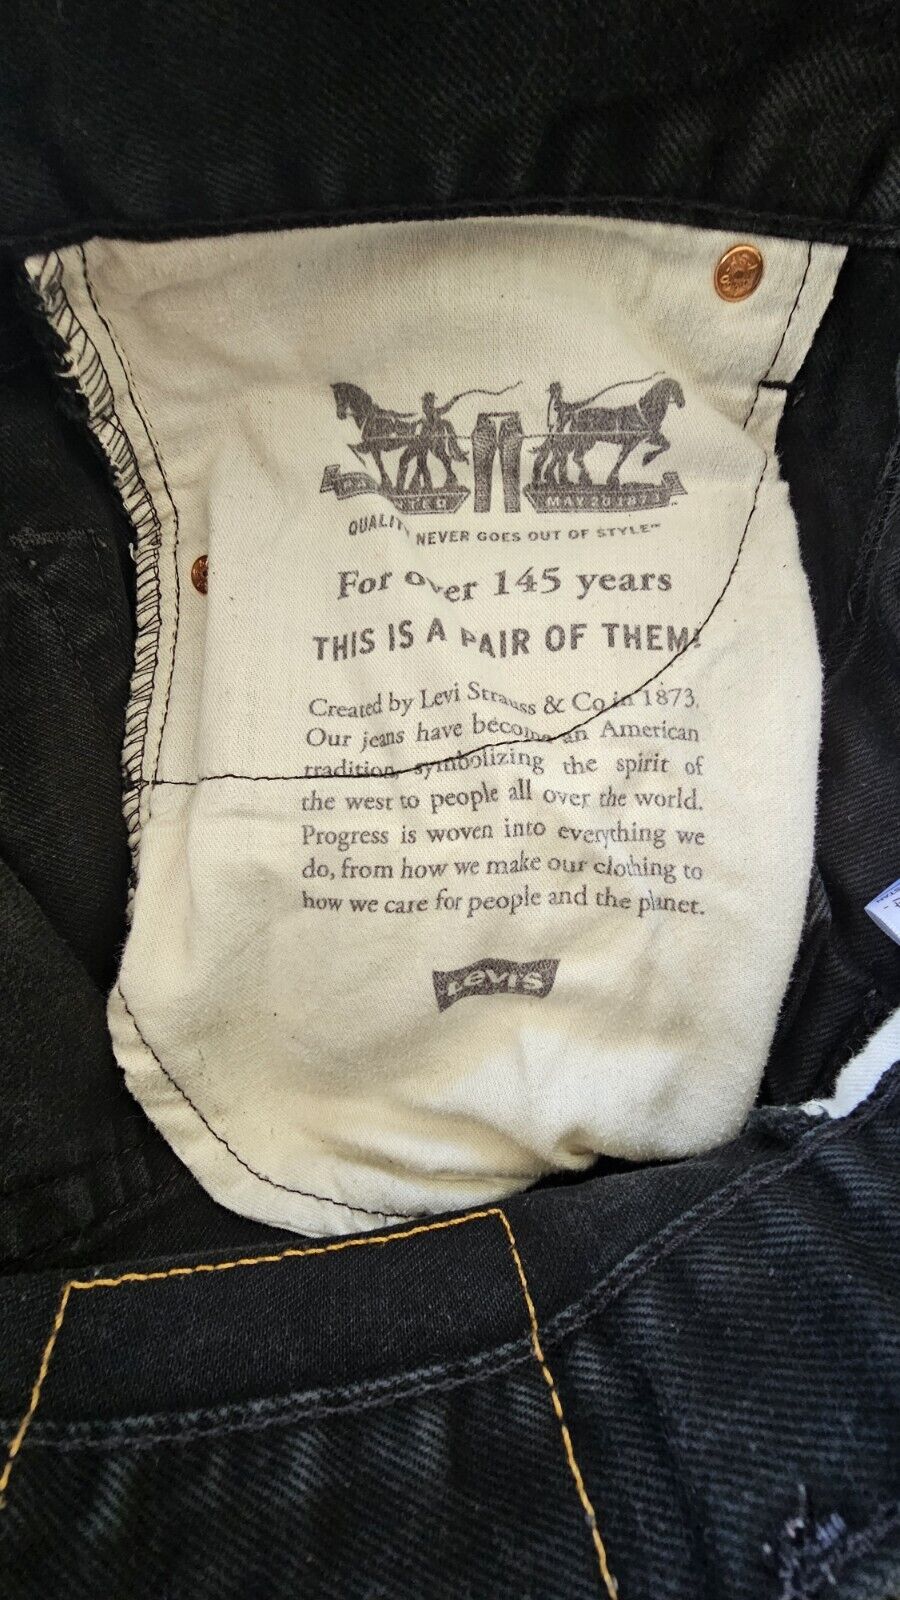 MAY 20 1873
QUALITY NEVER GOES OUT OF STYLE™
For over 145 years
THIS IS A PAIR OF THEM!
Created by Levi Strauss & Co in 1873.
Our jeans have become an American
tradition, symbolizing the spirit of
the west to people all over the world.
Progress is woven into everything we
do, from how we make our clothing to
how we care for people and the planet.
Levi's